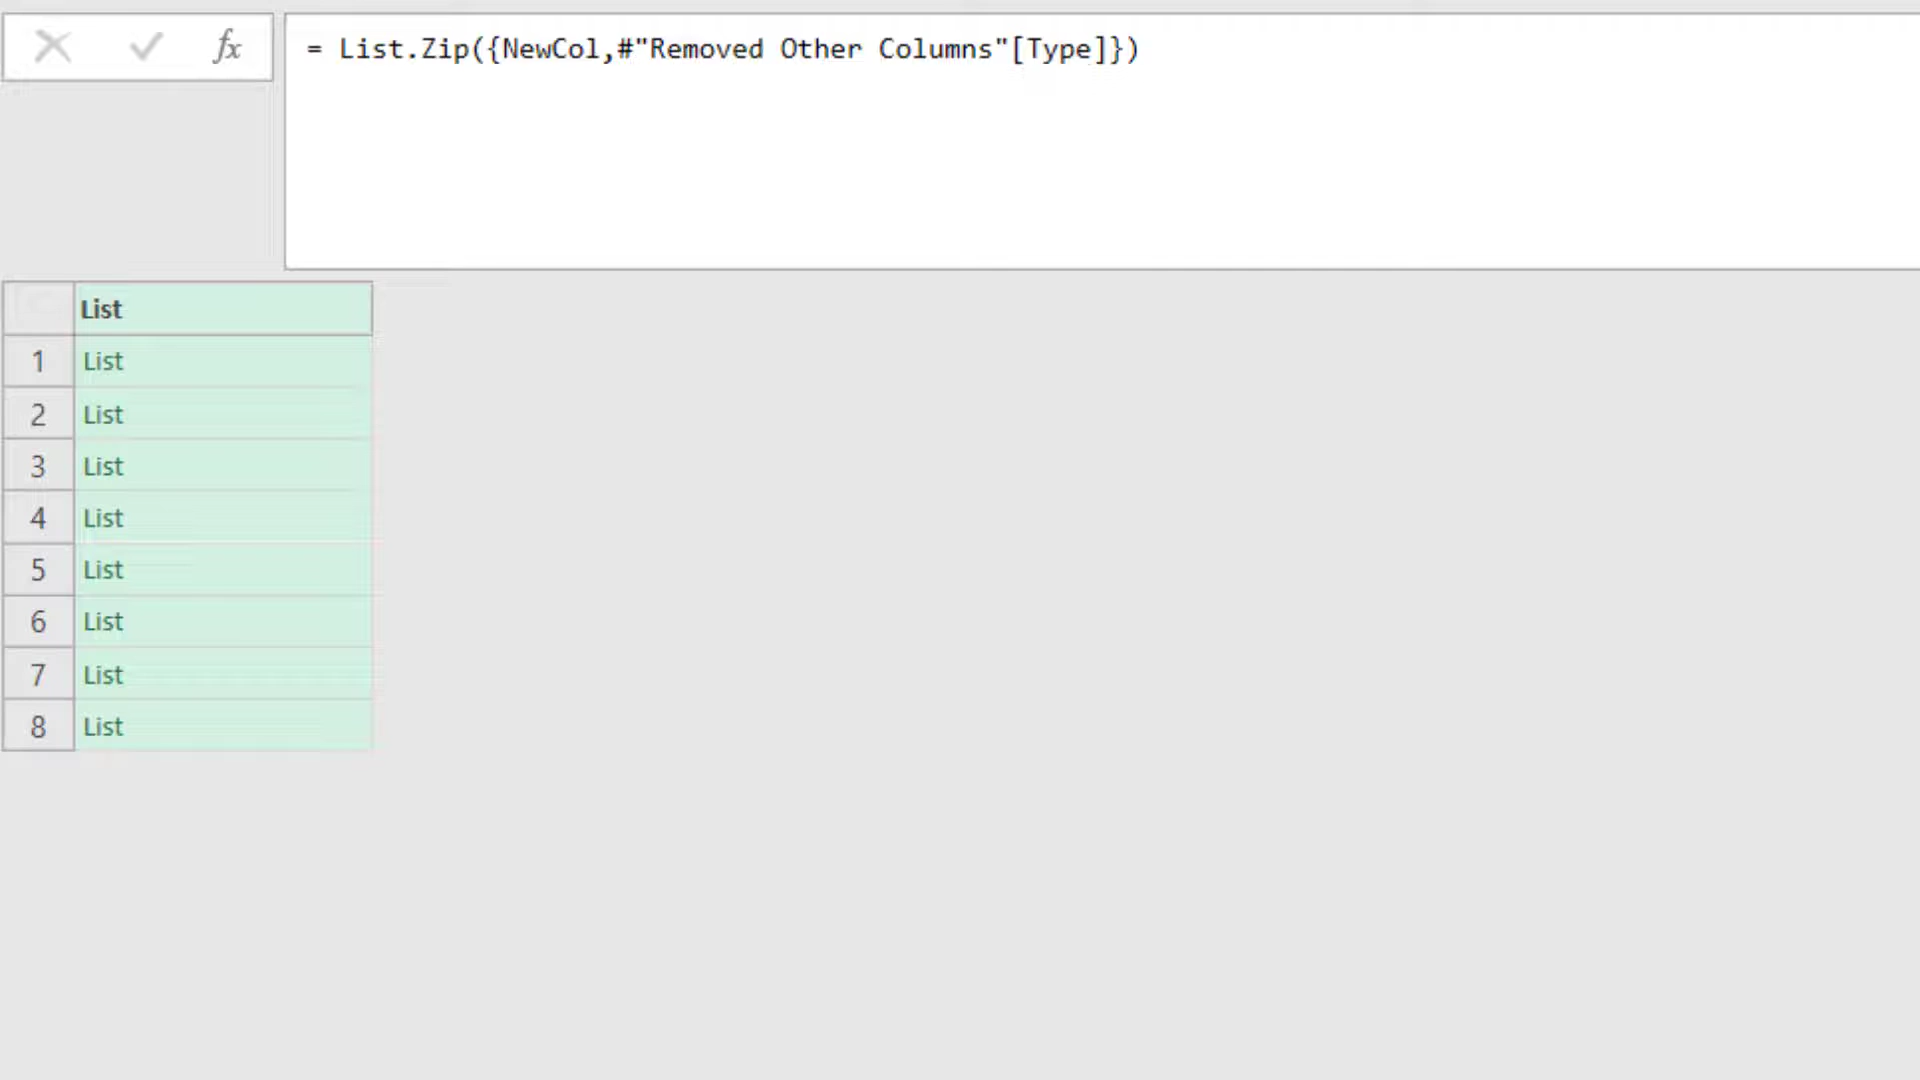 fx
= List.Zip({NewCol,#"Removed Other Columns"[Type]})
List
1 List
2 List
3 List
4 List
5 List
6 List
7 List
8 List